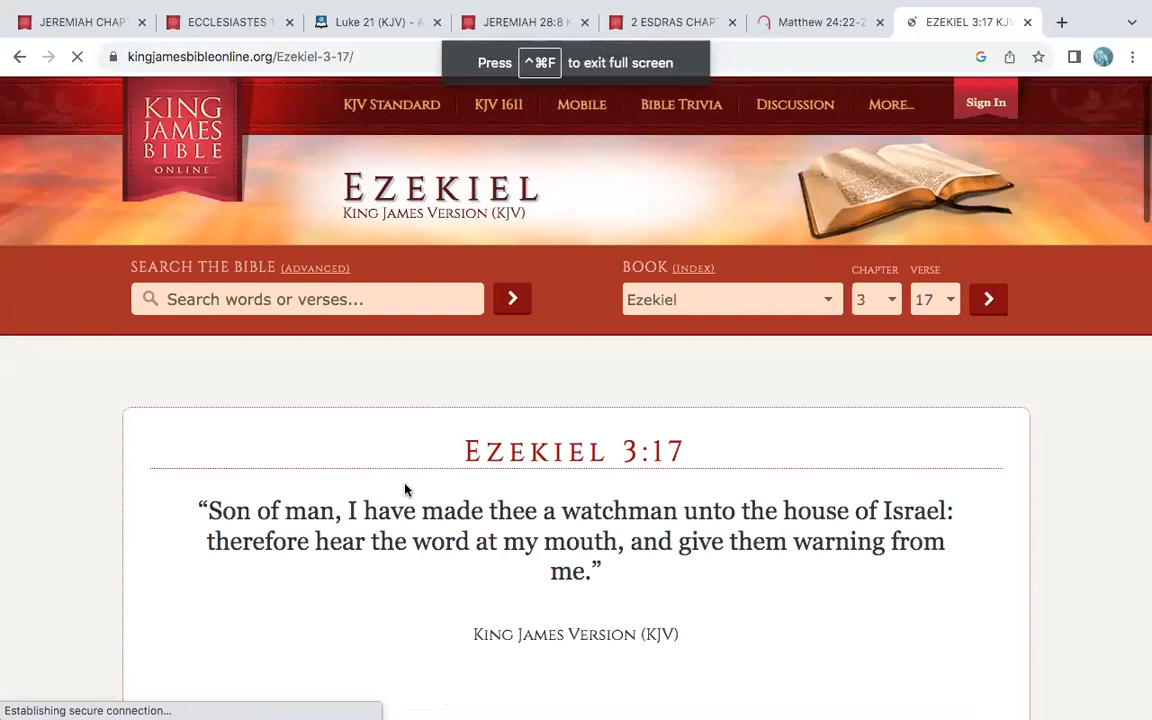 JEREMIAH CHAP
ECCLESIASTES 1
Luke 21 (KJV) - A
JEREMIAH 28:8 K
2 ESDRAS CHAP
Matthew 24:22-2
EZEKIEL 3:17 KJV
kingjamesbibleonline.org/Ezekiel-3-17/
Press ^⌘F to exit full screen
KING
JAMES
BIBLE
ONLINE
KJV STANDARD
KJV 1611
MOBILE
BIBLE TRIVIA
DISCUSSION
MORE...
Sign In
EZEKIEL
KING JAMES VERSION (KJV)
SEARCH THE BIBLE (ADVANCED)
BOOK (INDEX)
CHAPTER
VERSE
Search words or verses...
Ezekiel
3
17
EZEKIEL 3:17
“Son of man, I have made thee a watchman unto the house of Israel:
therefore hear the word at my mouth, and give them warning from
me.”
KING JAMES VERSION (KJV)
Establishing secure connection...